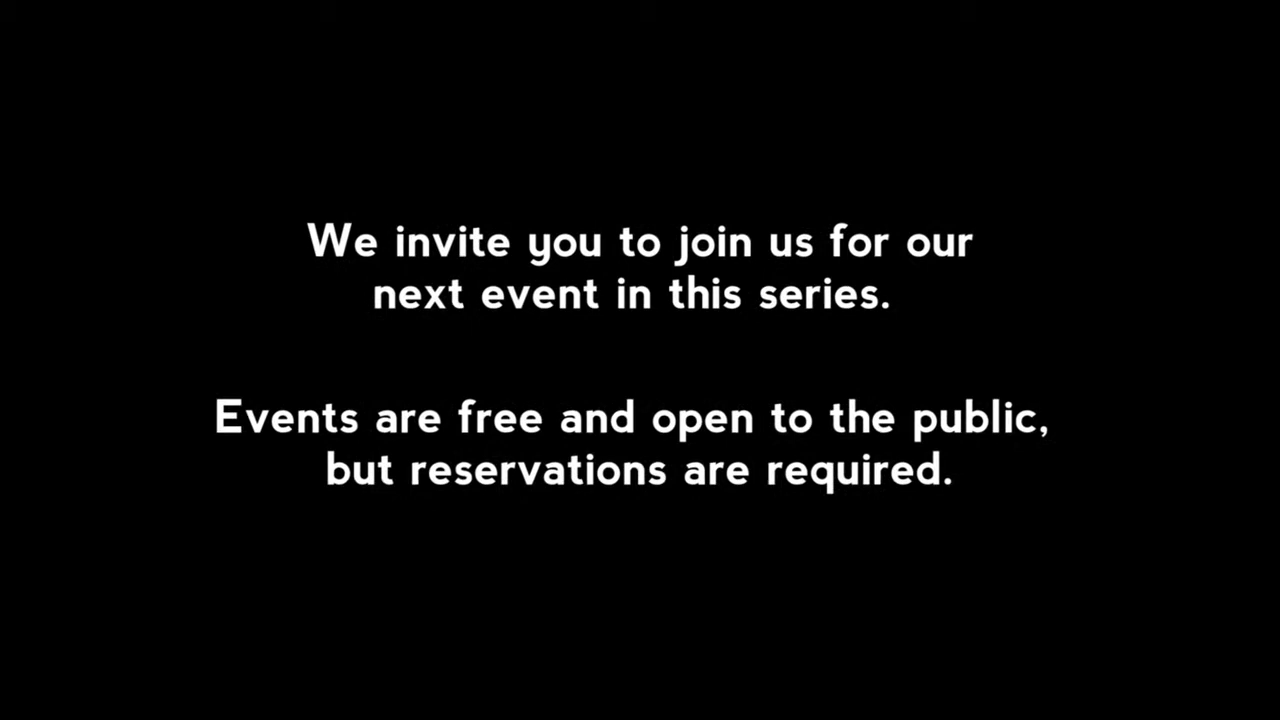 We invite you to join us for our
next event in this series.
Events are free and open to the public,
but reservations are required.